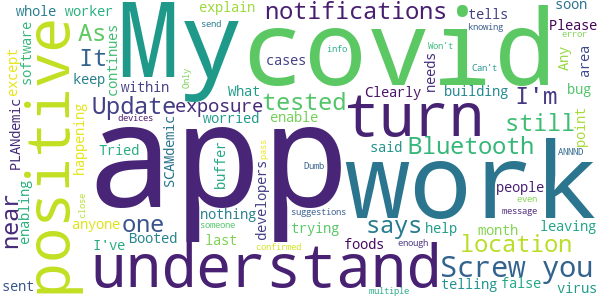 whole worker
explain
notifications
tells
soon
My
covid
Please
software
As
It
continues
send
info
Won't
knowing
Can't
error
Any
area
except
keep
within
cases
needs
building
I'm
bug
positive
Update
exposure
What
tested
Clearly
turn
still
point
PLANdemic
happening
devices
worried
enable
Only
Tried
SCAMdemic
buffer
app
said
Bluetooth
ANNND
work
pass
Dumb
people
even
near
enabling
close
anyone
one
nothing
someone
developers
suggestions
message
says
help
month
leaving
I've
Booted
last
trying
foods
enough
location
understand
confirmed
Screw you
sent
multiple
telling
false
virus